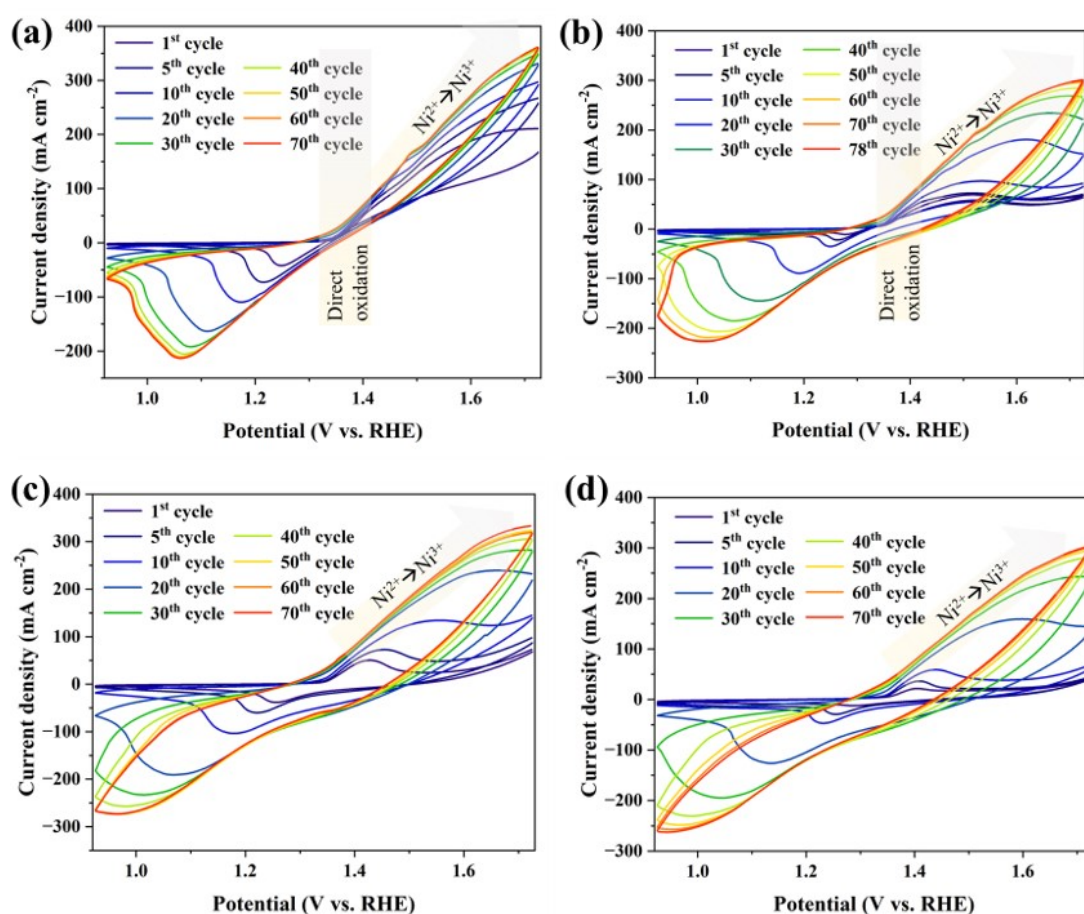 (a)
400
300
200
100
0
−100
−200
1st cycle
5th cycle
10th cycle
20th cycle
30th cycle
40th cycle
50th cycle
60th cycle
70th cycle
Ni2+→Ni3+
Direct
oxidation
Current density (mA cm-2)
1.0 1.2 1.4 1.6
Potential (V vs. RHE)
(b)
400
300
200
100
0
−100
−200
−300
1st cycle
5th cycle
10th cycle
20th cycle
30th cycle
40th cycle
50th cycle
60th cycle
70th cycle
78th cycle
Ni2+→Ni3+
Direct
oxidation
Current density (mA cm-2)
1.0 1.2 1.4 1.6
Potential (V vs. RHE)
(c)
400
300
200
100
0
−100
−200
−300
1st cycle
5th cycle
10th cycle
20th cycle
30th cycle
40th cycle
50th cycle
60th cycle
70th cycle
Ni2+→Ni3+
Current density (mA cm-2)
1.0 1.2 1.4 1.6
Potential (V vs. RHE)
(d)
400
300
200
100
0
−100
−200
−300
1st cycle
5th cycle
10th cycle
20th cycle
30th cycle
40th cycle
50th cycle
60th cycle
70th cycle
Ni2+→Ni3+
Current density (mA cm-2)
1.0 1.2 1.4 1.6
Potential (V vs. RHE)